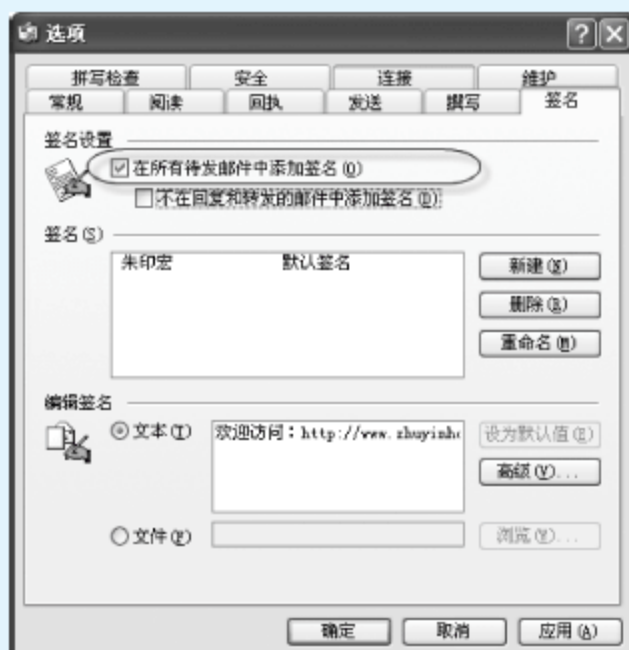 选项
拼写检查 安全 连接 维护
常规 阅读 回执 发送 撰写 签名
签名设置
在所有待发邮件中添加签名(O)
不在回复和转发的邮件中添加签名(D)
签名(S)
朱印宏 默认签名
新建(N)
删除(R)
重命名(M)
编辑签名
文本(T) 欢迎访问:http://www.zhuyinho 设为默认值(E)
高级(V)...
文件(F) 浏览(W)...
确定 取消 应用(A)